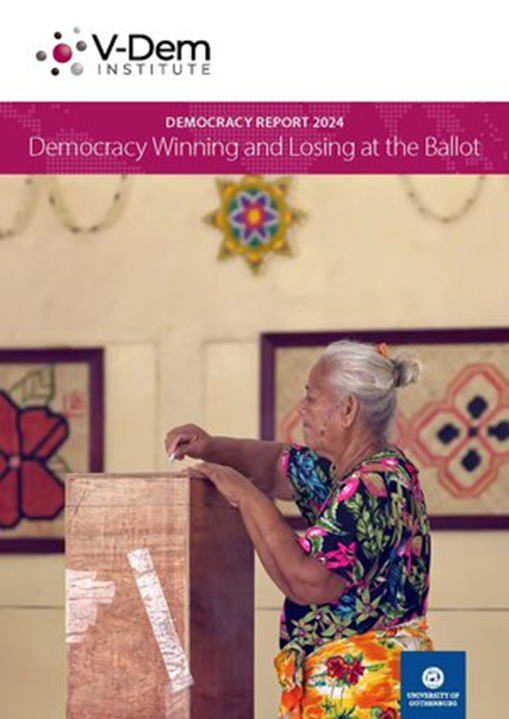 V-Dem
INSTITUTE
DEMOCRACY REPORT 2024
Democracy Winning and Losing at the Ballot
UNIVERSITY OF
GOTHENBURG